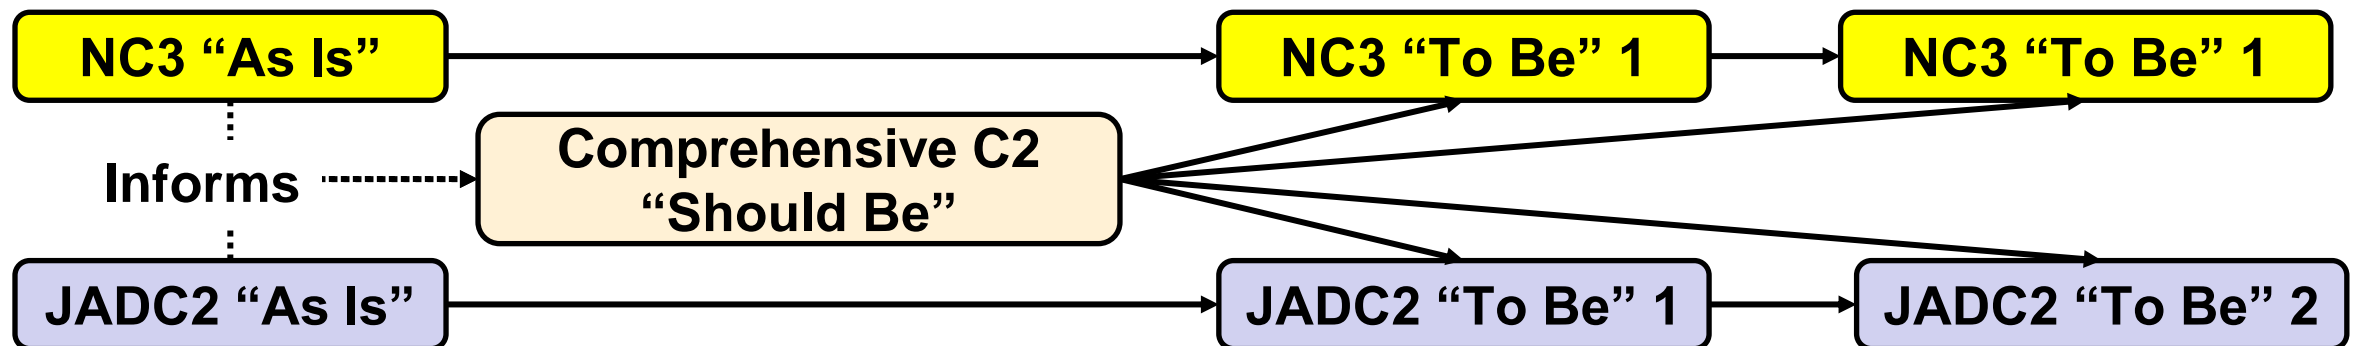 NC3 “As Is”
NC3 “To Be” 1
NC3 “To Be” 1
Comprehensive C2
“Should Be”
Informs
JADC2 “As Is”
JADC2 “To Be” 1
JADC2 “To Be” 2